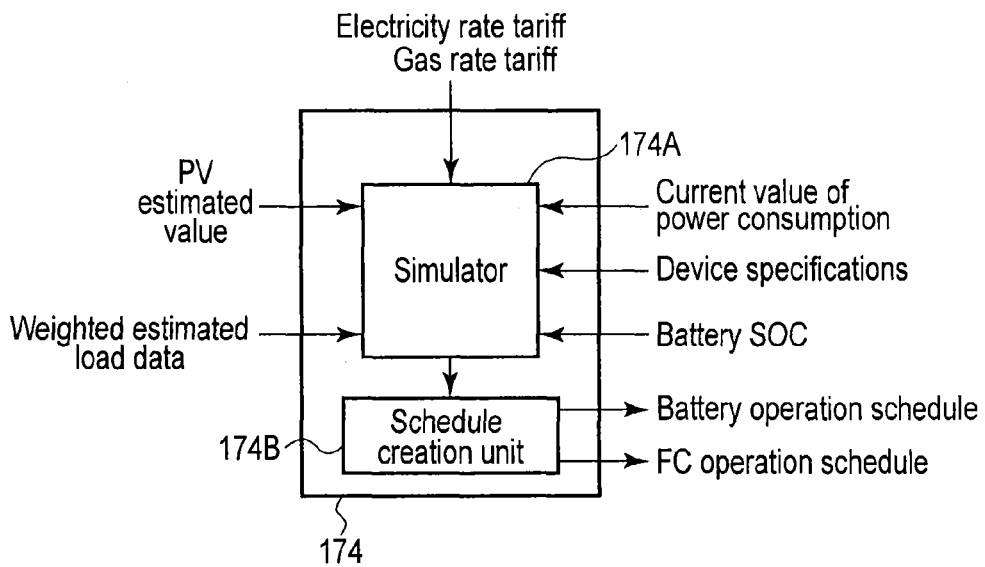 Electricity rate tariff
Gas rate tariff
174A
PV
estimated
value
Current value of
power consumption
Simulator
Device specifications
Weighted estimated
load data
Battery SOC
Schedule
creation unit
174B
Battery operation schedule
FC operation schedule
174